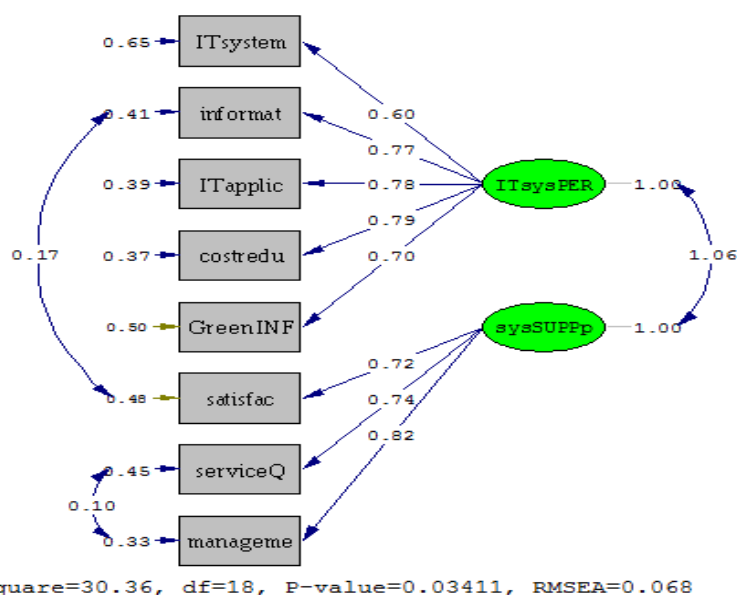 0.65 ITsystem
0.60
0.41 informat
0.77
0.39 ITapplic 0.78 ITsysPER 1.00
0.79
0.17 0.37 costredu 0.70 1.06
0.50 GreenINF sysSUPPp 1.00
0.72
0.48 satisfac 0.74
0.82
0.45 serviceQ
0.10
0.33 manageme
quare=30.36, df=18, P-value=0.03411, RMSEA=0.068